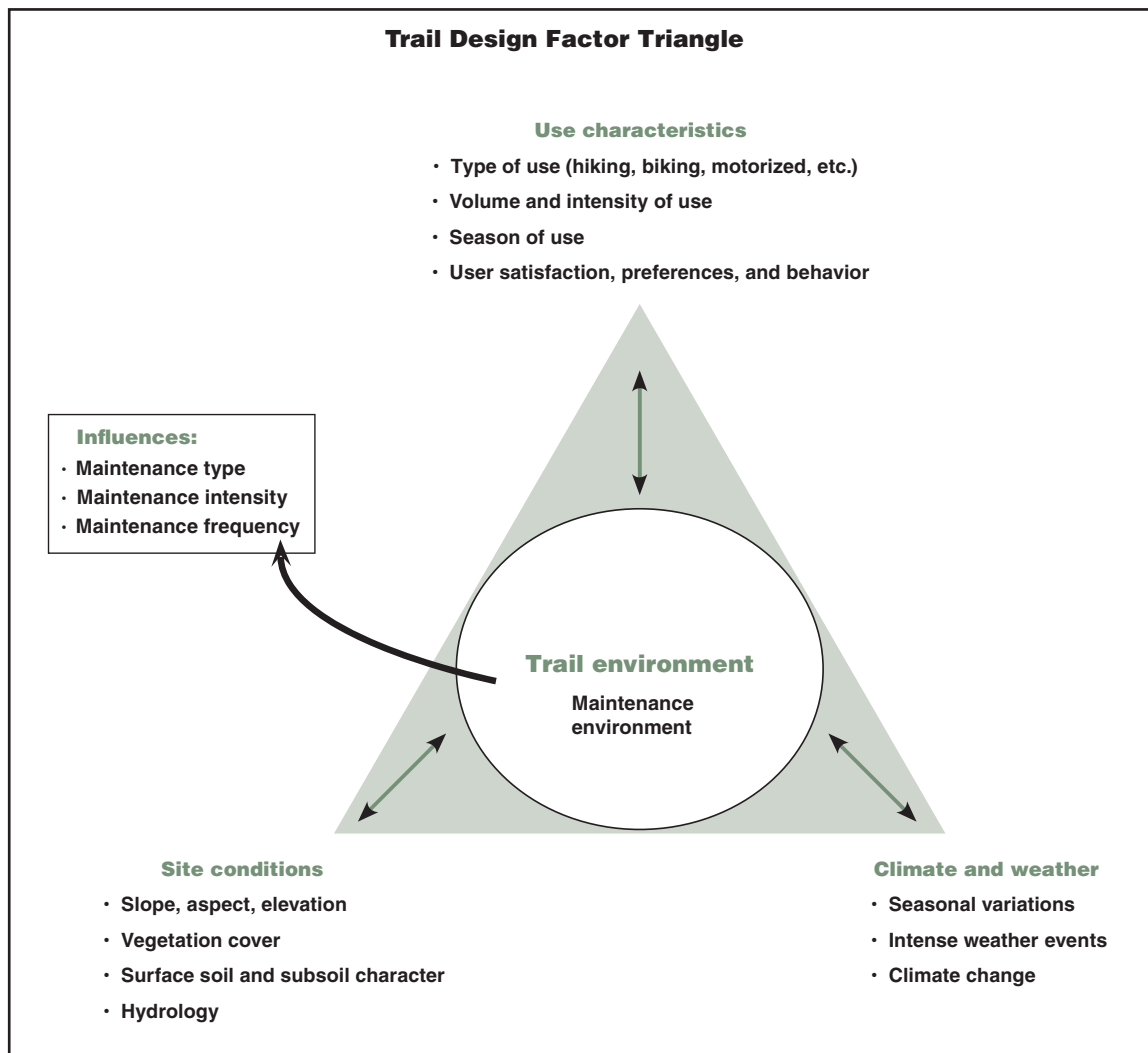 Trail Design Factor Triangle
Use characteristics
· Type of use (hiking, biking, motorized, etc.)
· Volume and intensity of use
· Season of use
· User satisfaction, preferences, and behavior
Influences:
· Maintenance type
· Maintenance intensity
· Maintenance frequency
Trail environment
Maintenance
environment
Site conditions
· Slope, aspect, elevation
· Vegetation cover
· Surface soil and subsoil character
· Hydrology
Climate and weather
· Seasonal variations
· Intense weather events
· Climate change